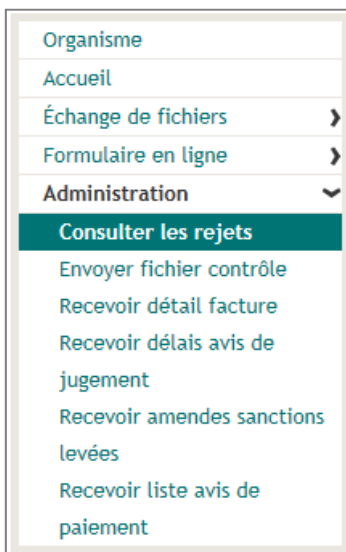 Organisme
Accueil
Échange de fichiers
Formulaire en ligne
Administration
Consulter les rejets
Envoyer fichier contrôle
Recevoir détail facture
Recevoir délais avis de
jugement
Recevoir amendes sanctions
levées
Recevoir liste avis de
paiement